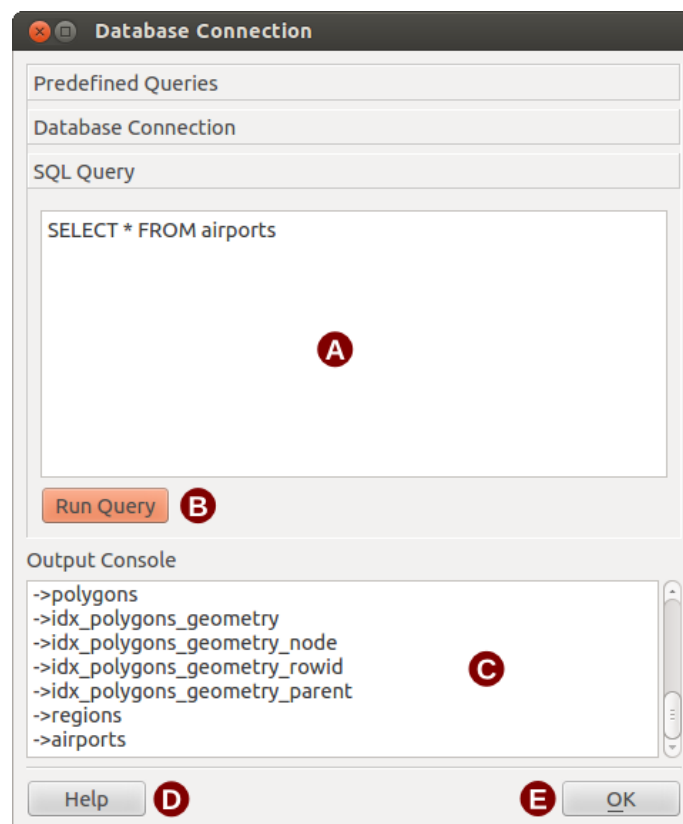 Database Connection
Predefined Queries
Database Connection
SQL Query
SELECT * FROM airports
A
Run Query B
Output Console
->polygons
->idx_polygons_geometry
->idx_polygons_geometry_node
->idx_polygons_geometry_rowid
->idx_polygons_geometry_parent
->regions
->airports
C
Help D E OK